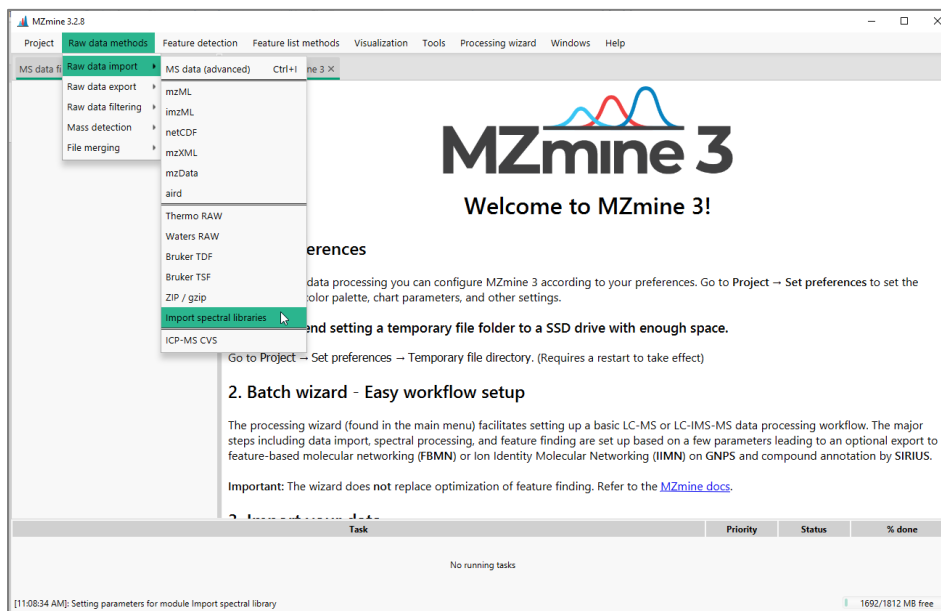 MZmine 3.2.8
Project Raw data methods Feature detection Feature list methods Visualization Tools Processing wizard Windows Help
MS data fi
ne 3 ×
Raw data import
Raw data export
Raw data filtering
Mass detection
File merging
MS data (advanced) Ctrl+I
mzML
imzML
netCDF
mzXML
mzData
aird
Thermo RAW
Waters RAW
Bruker TDF
Bruker TSF
ZIP / gzip
Import spectral libraries
ICP-MS CVS
MZmine 3
Welcome to MZmine 3!
erences
data processing you can configure MZmine 3 according to your preferences. Go to Project → Set preferences to set the
olor palette, chart parameters, and other settings.
end setting a temporary file folder to a SSD drive with enough space.
Go to Project → Set preferences → Temporary file directory. (Requires a restart to take effect)
2. Batch wizard - Easy workflow setup
The processing wizard (found in the main menu) facilitates setting up a basic LC-MS or LC-IMS-MS data processing workflow. The major
steps including data import, spectral processing, and feature finding are set up based on a few parameters leading to an optional export to
feature-based molecular networking (FBMN) or Ion Identity Molecular Networking (IIMN) on GNPS and compound annotation by SIRIUS.
Important: The wizard does not replace optimization of feature finding. Refer to the MZmine docs.
3. Import your data
Task Priority Status % done
No running tasks
[11:08:34 AM]: Setting parameters for module Import spectral library
1692/1812 MB free